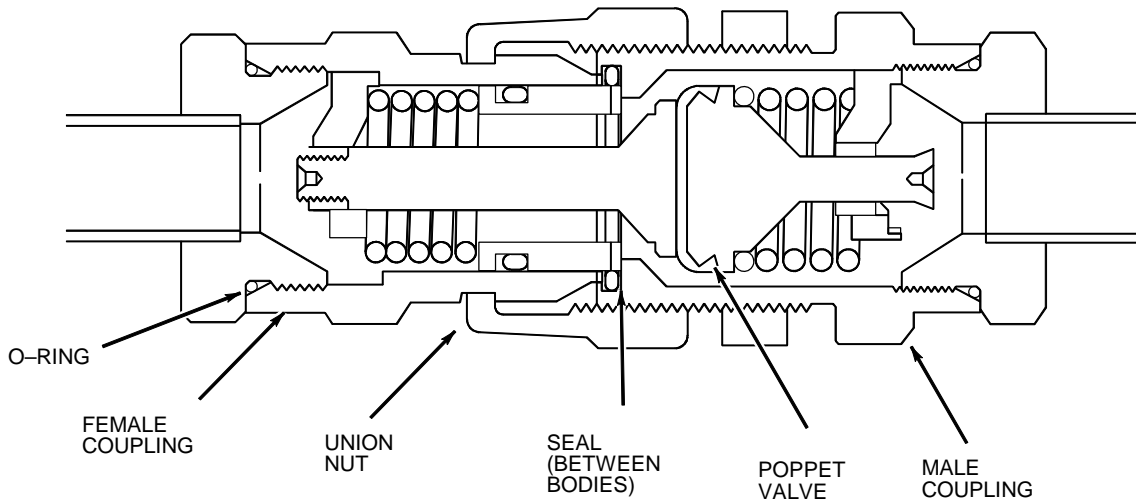 O–RING
FEMALE
COUPLING
UNION
NUT
SEAL
(BETWEEN
BODIES)
POPPET
VALVE
MALE
COUPLING